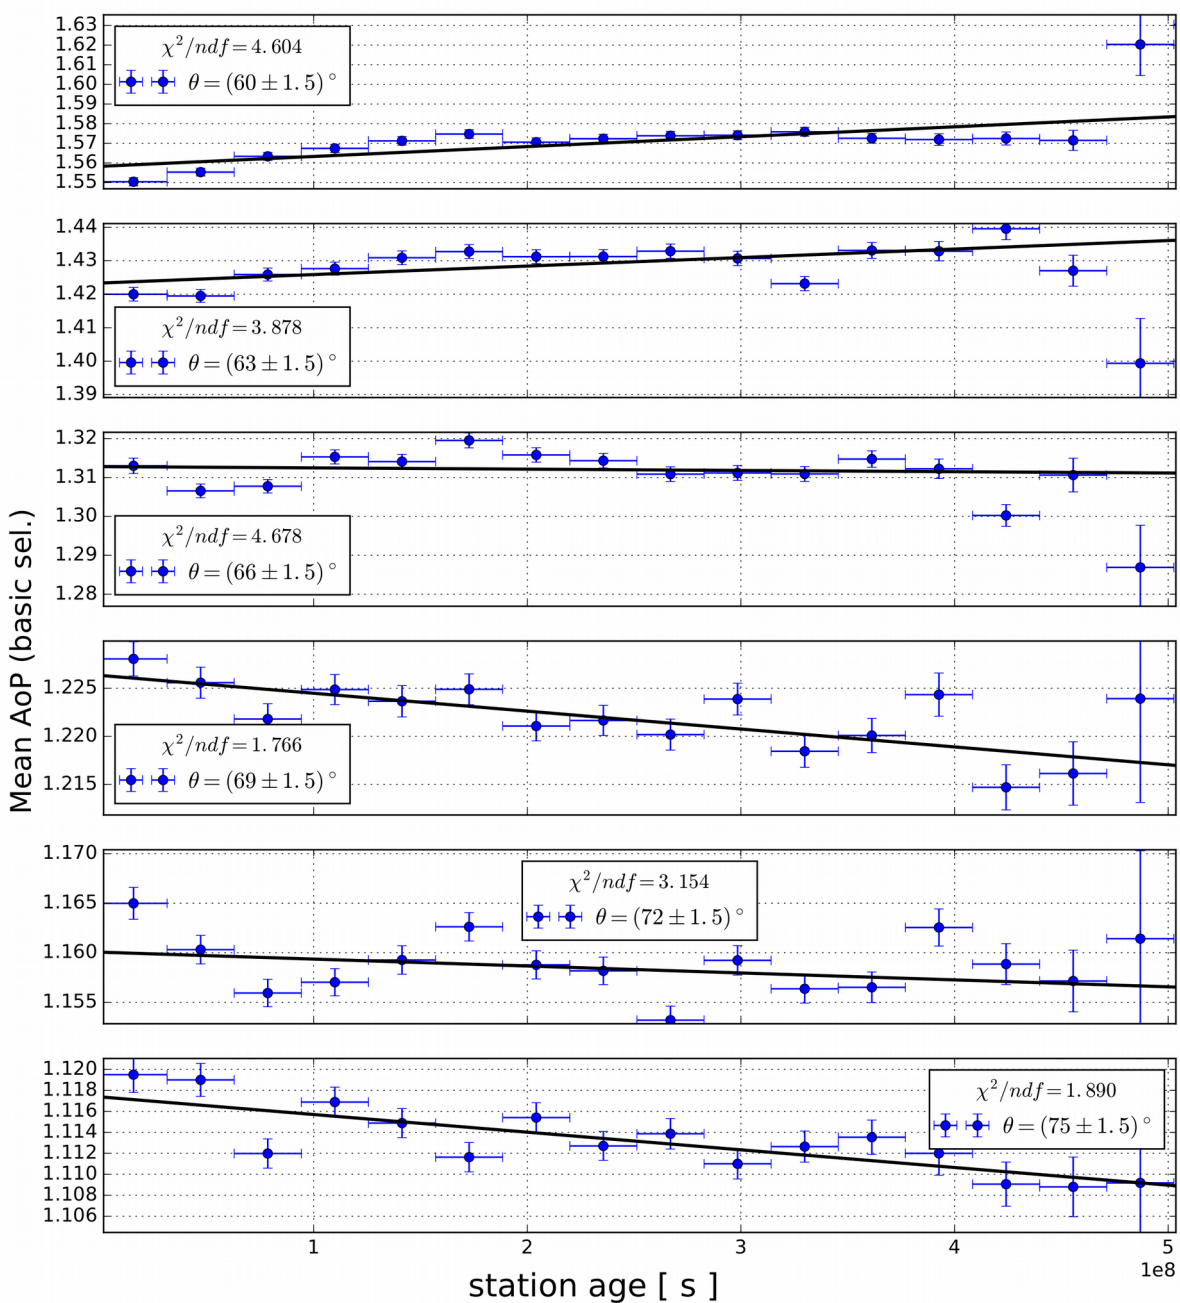 Mean AoP (basic sel.)
1.63
1.62
1.61
1.60
1.59
1.58
1.57
1.56
1.55
χ²/ndf = 4.604
θ = (60 ± 1.5)°
1.44
1.43
1.42
1.41
1.40
1.39
χ²/ndf = 3.878
θ = (63 ± 1.5)°
1.32
1.31
1.30
1.29
1.28
χ²/ndf = 4.678
θ = (66 ± 1.5)°
1.225
1.220
1.215
χ²/ndf = 1.766
θ = (69 ± 1.5)°
1.170
1.165
1.160
1.155
χ²/ndf = 3.154
θ = (72 ± 1.5)°
1.120
1.118
1.116
1.114
1.112
1.110
1.108
1.106
χ²/ndf = 1.890
θ = (75 ± 1.5)°
1 2 3 4 5
1e8
station age [ s ]